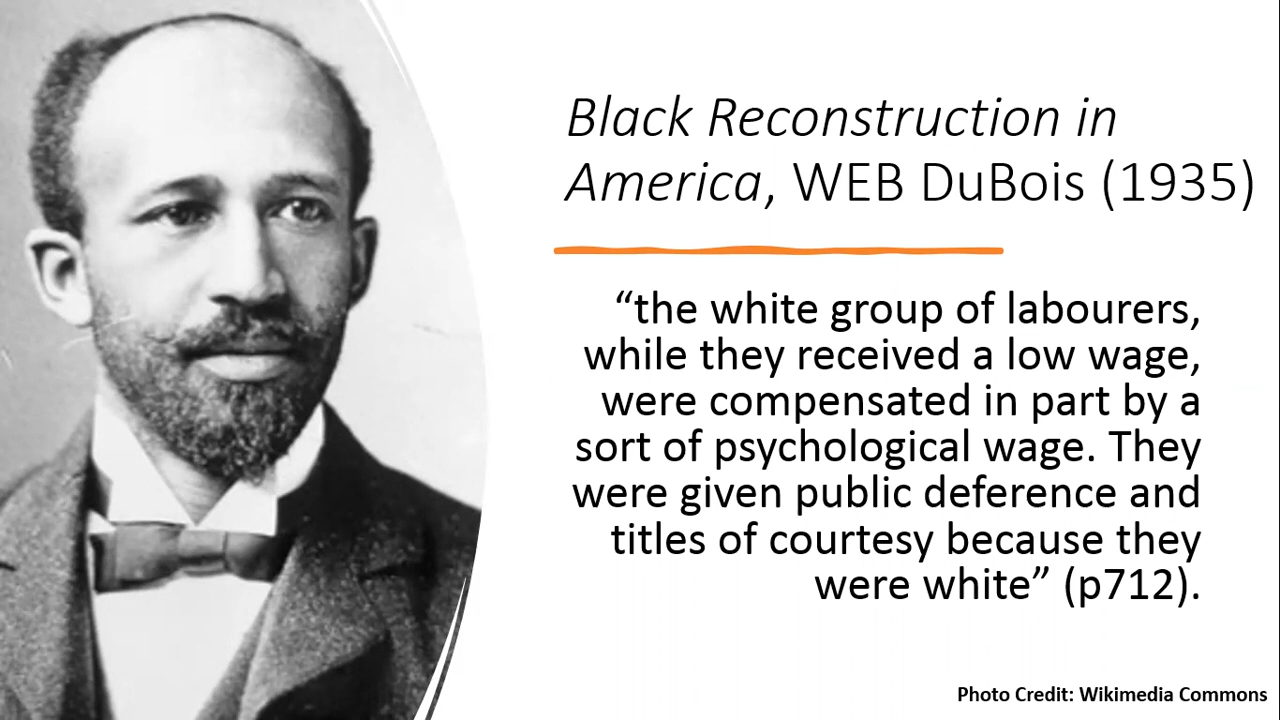 Black Reconstruction in
America, WEB DuBois (1935)
“the white group of labourers,
while they received a low wage,
were compensated in part by a
sort of psychological wage. They
were given public deference and
titles of courtesy because they
were white” (p712).
Photo Credit: Wikimedia Commons